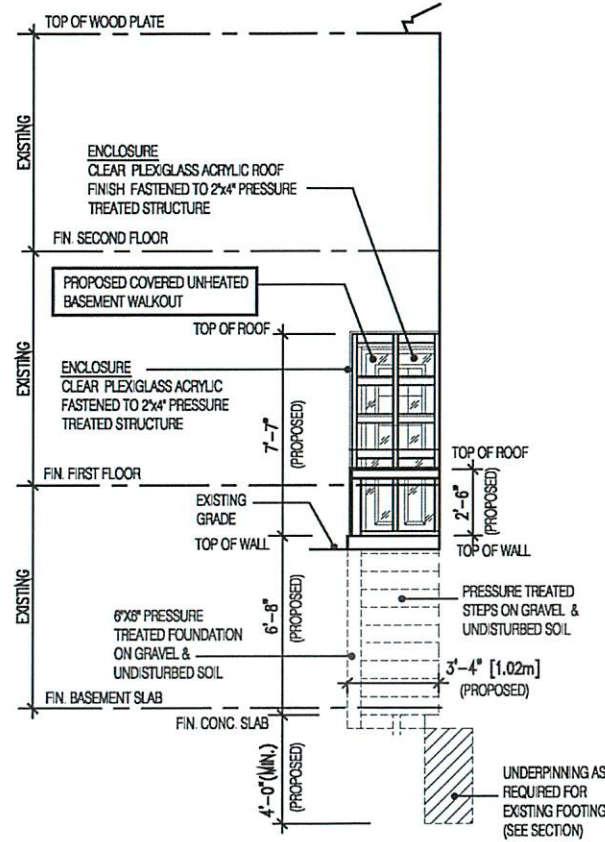 TOP OF WOOD PLATE
EXISTING
ENCLOSURE
CLEAR PLEXIGLASS ACRYLIC ROOF
FINISH FASTENED TO 2"x4" PRESSURE
TREATED STRUCTURE
FIN. SECOND FLOOR
PROPOSED COVERED UNHEATED
BASEMENT WALKOUT
TOP OF ROOF
EXISTING
ENCLOSURE
CLEAR PLEXIGLASS ACRYLIC
FASTENED TO 2"x4" PRESSURE
TREATED STRUCTURE
7'-7"
(PROPOSED)
TOP OF ROOF
FIN. FIRST FLOOR
2'-6"
(PROPOSED)
EXISTING
GRADE
TOP OF WALL
TOP OF WALL
EXISTING
6'-8"
(PROPOSED)
PRESSURE TREATED
STEPS ON GRAVEL &
UNDISTURBED SOIL
6"X6" PRESSURE
TREATED FOUNDATION
ON GRAVEL &
UNDISTURBED SOIL
3'-4" [1.02m]
(PROPOSED)
FIN. BASEMENT SLAB
FIN. CONC. SLAB
4'-0"(MIN.)
(PROPOSED)
UNDERPINNING AS
REQUIRED FOR
EXISTING FOOTING
(SEE SECTION)